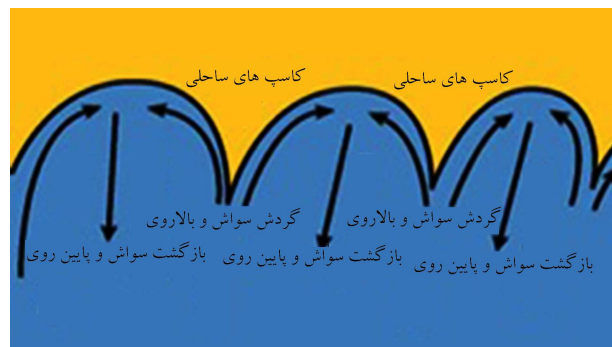 کاسپ های ساحلی
کاسپ های ساحلی
گردش سواش و بالاروی
گردش سواش و بالاروی
بازگشت سواش و پایین روی
بازگشت سواش و پایین روی
بازگشت سواش و پایین روی